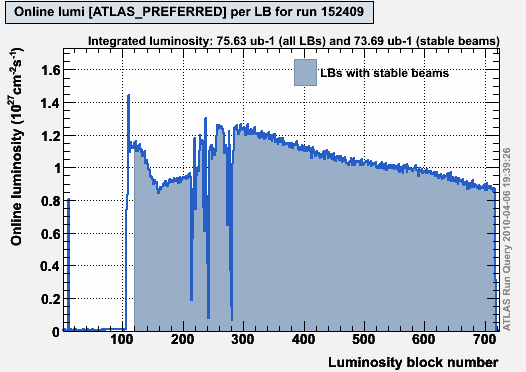 Online lumi [ATLAS_PREFERRED] per LB for run 152409
Integrated luminosity: 75.63 ub-1 (all LBs) and 73.69 ub-1 (stable beams)
LBs with stable beams
Online luminosity (10²⁷cm⁻²s⁻¹)
1.6
1.4
1.2
1
0.8
0.6
0.4
0.2
0
100 200 300 400 500 600 700
Luminosity block number
ATLAS Run Query 2010-04-06 19:39:26